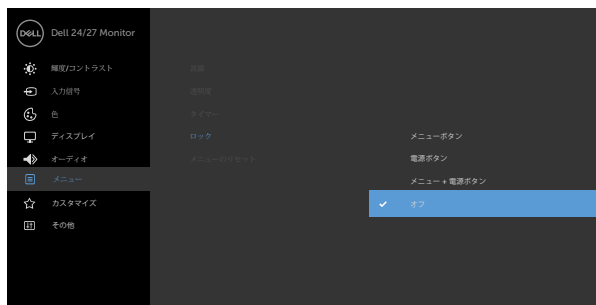 DELL Dell 24/27 Monitor
輝度/コントラスト
入力信号
色
ディスプレイ
オーディオ
メニュー
カスタマイズ
その他
言語
透明度
タイマー
ロック
メニューのリセット
メニューボタン
電源ボタン
メニュー + 電源ボタン
オフ